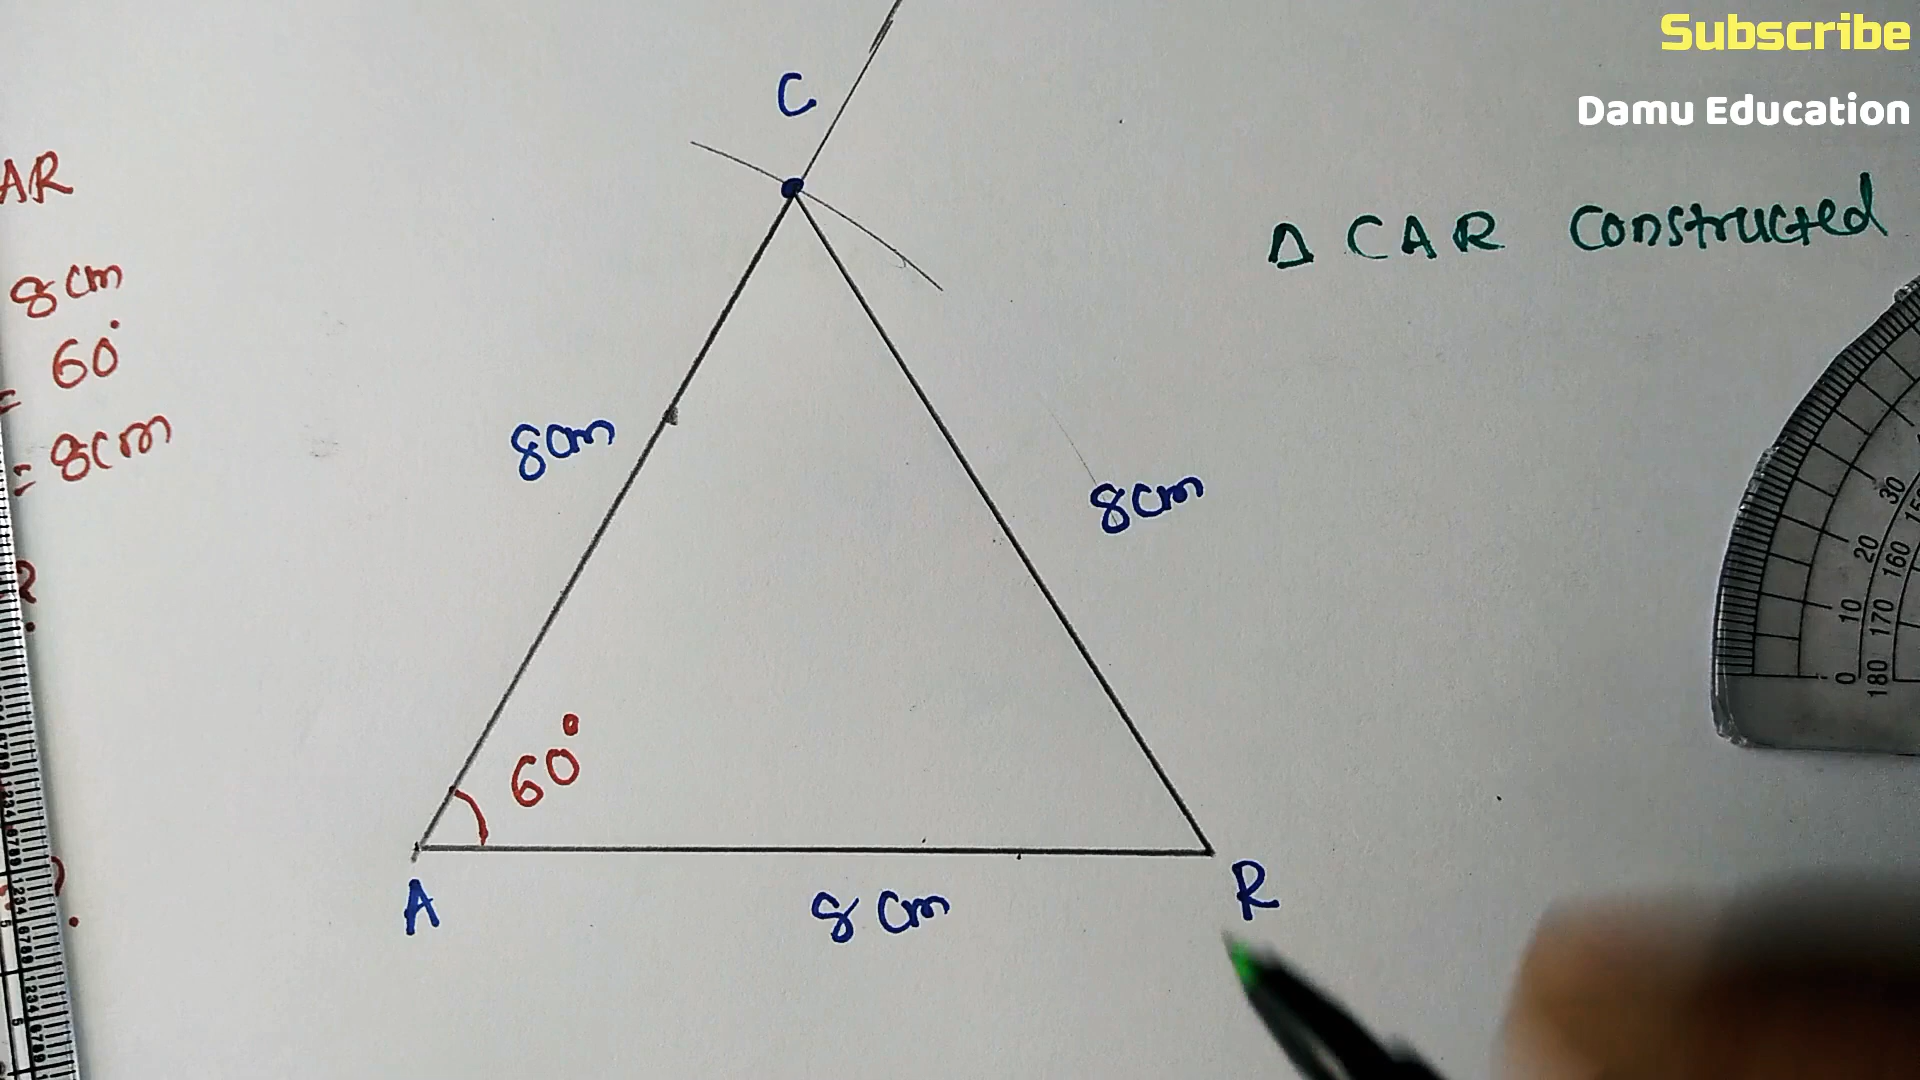 Subscribe
Damu Education
C
AR
△ CAR Constructed
8cm
60°
= 8cm
8cm
8cm
60°
A
8 cm
R
30
20
160
10
170
0
180